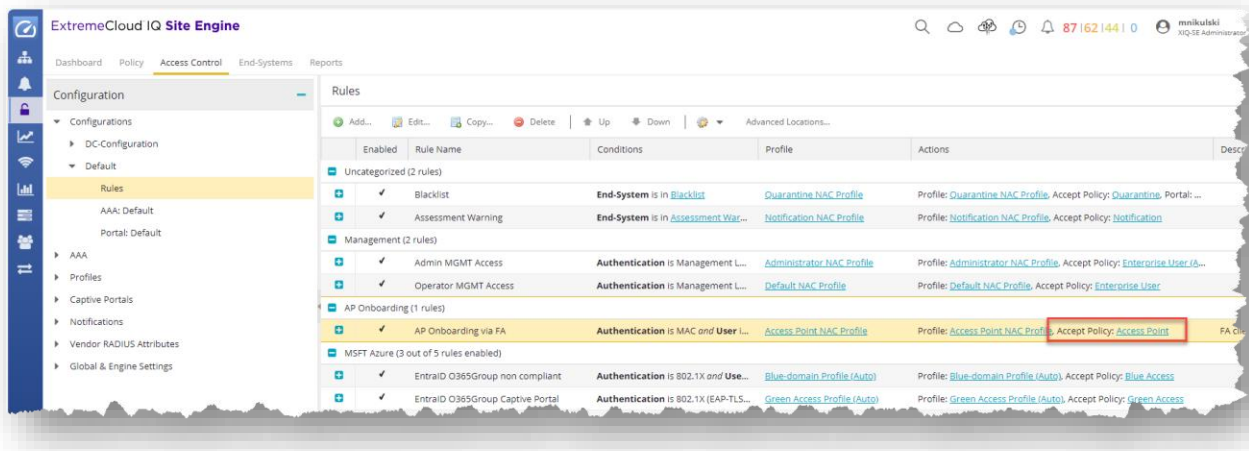 ExtremeCloud IQ Site Engine
87 | 62 | 44 | 0
mnikulski
XIQ-SE Administrator
Dashboard Policy Access Control End-Systems Reports
Configuration
Configurations
DC-Configuration
Default
Rules
AAA: Default
Portal: Default
AAA
Profiles
Captive Portals
Notifications
Vendor RADIUS Attributes
Global & Engine Settings
Rules
Add... Edit... Copy... Delete Up Down Advanced Locations...
Enabled Rule Name Conditions Profile Actions Descr
Uncategorized (2 rules)
Blacklist End-System is in Blacklist Quarantine NAC Profile Profile: Quarantine NAC Profile, Accept Policy: Quarantine, Portal: ...
Assessment Warning End-System is in Assessment War... Notification NAC Profile Profile: Notification NAC Profile, Accept Policy: Notification
Management (2 rules)
Admin MGMT Access Authentication is Management L... Administrator NAC Profile Profile: Administrator NAC Profile, Accept Policy: Enterprise User (A...
Operator MGMT Access Authentication is Management L... Default NAC Profile Profile: Default NAC Profile, Accept Policy: Enterprise User
AP Onboarding (1 rules)
AP Onboarding via FA Authentication is MAC and User i... Access Point NAC Profile Profile: Access Point NAC Profile, Accept Policy: Access Point FA clie
MSFT Azure (3 out of 5 rules enabled)
EntraID O365Group non compliant Authentication is 802.1X and Use... Blue-domain Profile (Auto) Profile: Blue-domain Profile (Auto), Accept Policy: Blue Access
EntraID O365Group Captive Portal Authentication is 802.1X (EAP-TLS... Green Access Profile (Auto) Profile: Green Access Profile (Auto), Accept Policy: Green Access